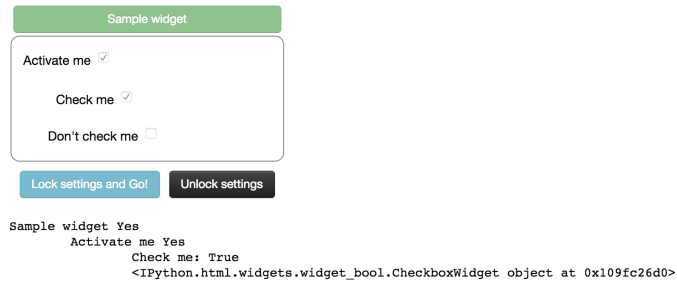 Sample widget
Activate me
Check me
Don't check me
Lock settings and Go!
Unlock settings
Sample widget Yes
Activate me Yes
Check me: True
<IPython.html.widgets.widget_bool.CheckboxWidget object at 0x109fc26d0>